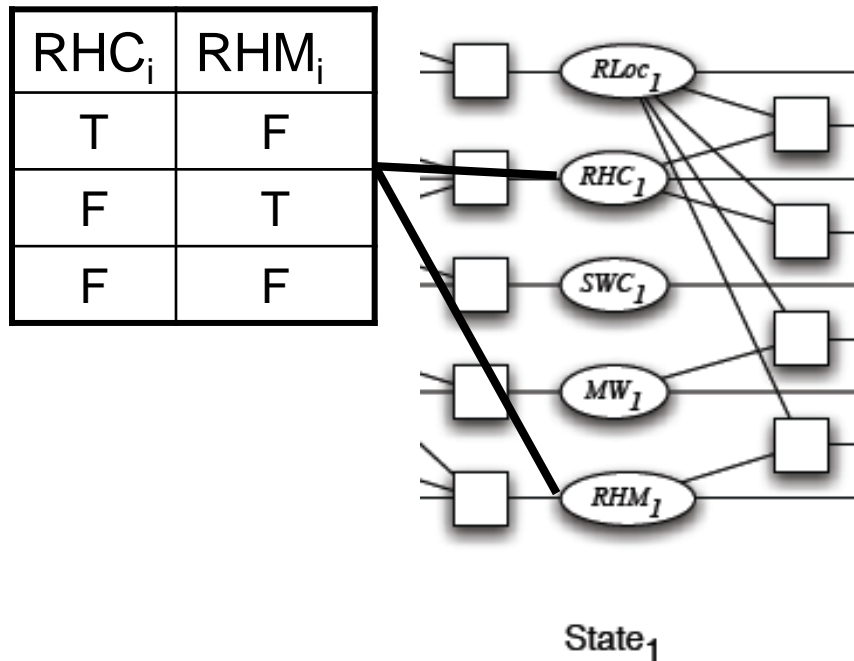 RHCi RHMi
T F
F T
F F
RLoc1
RHC1
SWC1
MW1
RHM1
State1